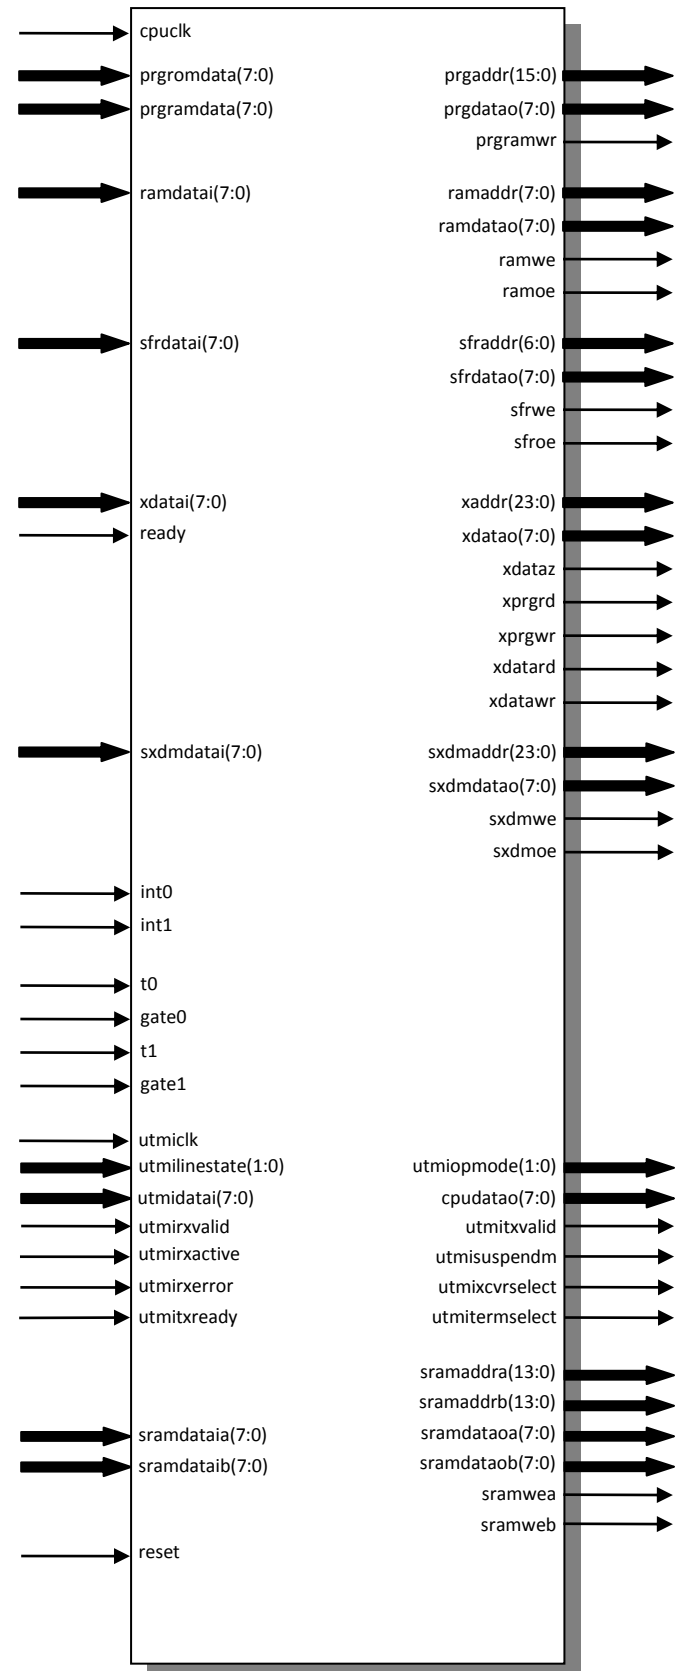 cpuclk
prgromdata(7:0) prgaddr(15:0)
prgramdata(7:0) prgdatao(7:0)
prgramwr
ramdatai(7:0) ramaddr(7:0)
ramdatao(7:0)
ramwe
ramoe
sfrdatai(7:0) sfraddr(6:0)
sfrdatao(7:0)
sfrwe
sfroe
xdatai(7:0) xaddr(23:0)
ready xdatao(7:0)
xdataz
xprgrd
xprgwr
xdatard
xdatawr
sxdmdatai(7:0) sxdmaddr(23:0)
sxdmdatao(7:0)
sxdmwe
sxdmoe
int0
int1
t0
gate0
t1
gate1
utmiclk
utmilinestate(1:0) utmiopmode(1:0)
utmidatai(7:0) cpudatao(7:0)
utmirxvalid utmitxvalid
utmirxactive utmisuspendm
utmirxerror utmixcvrselect
utmitxready utmitermselect
sramaddra(13:0)
sramaddrb(13:0)
sramdataia(7:0) sramdataoa(7:0)
sramdataib(7:0) sramdataob(7:0)
sramwea
sramweb
reset